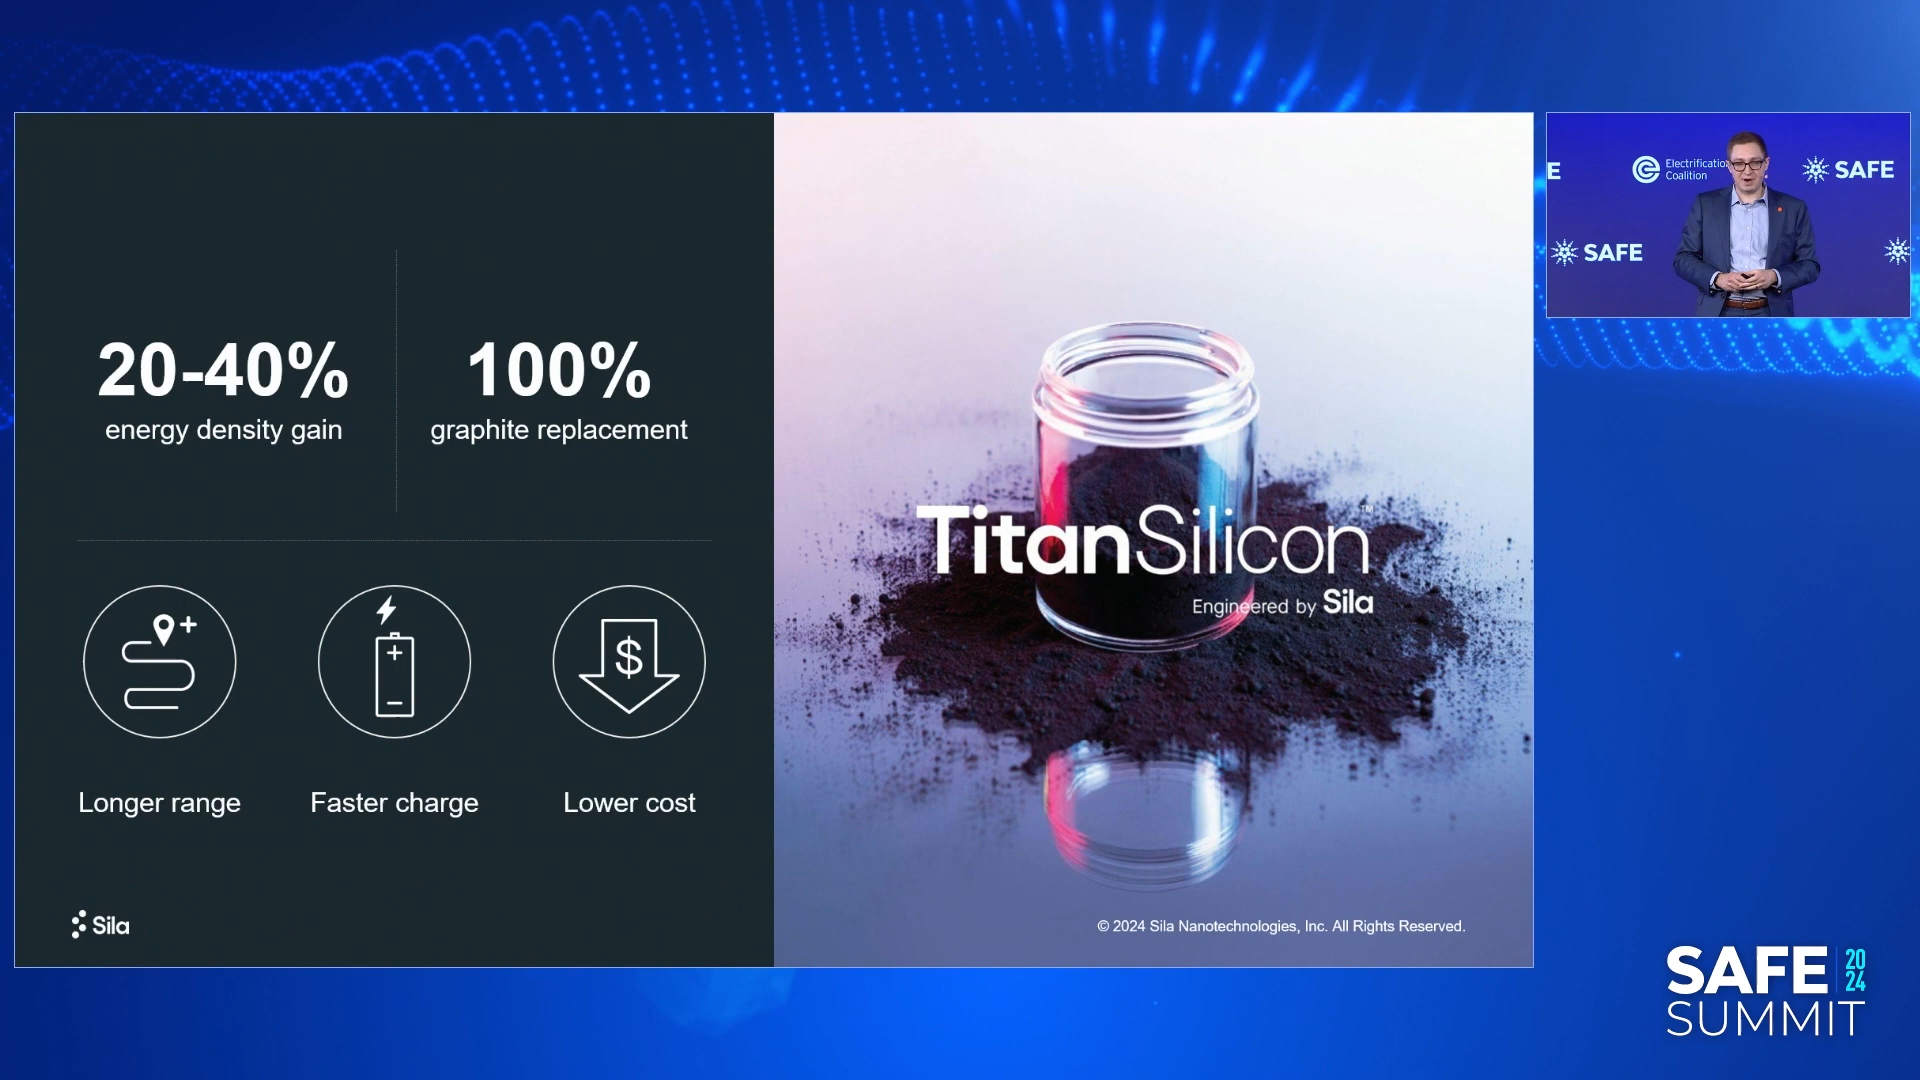 20-40%
energy density gain
100%
graphite replacement
Longer range
Faster charge
Lower cost
Sila
TitanSilicon™
Engineered by Sila
© 2024 Sila Nanotechnologies, Inc. All Rights Reserved.
E
Electrification
Coalition
SAFE
SAFE
SAFE 2024
SUMMIT